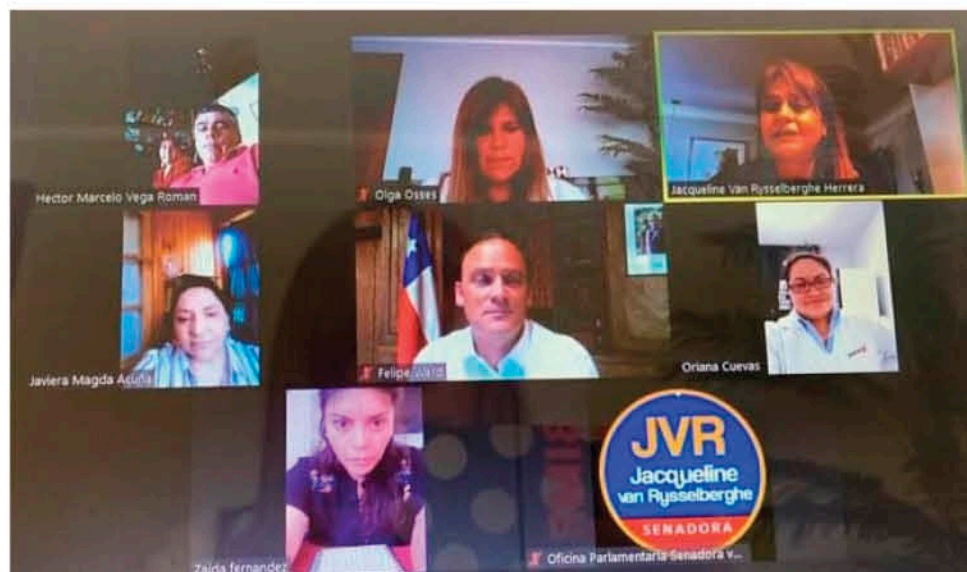 Hector Marcelo Vega Roman
Olga Osses
Jacqueline Van Rysselberghe Herrera
Javiera Magda Acuña
Felipe Ward
Oriana Cuevas
Zaida fernandez
JVR
Jacqueline
van Rysselberghe
SENADORA
Oficina Parlamentaria Senadora v...